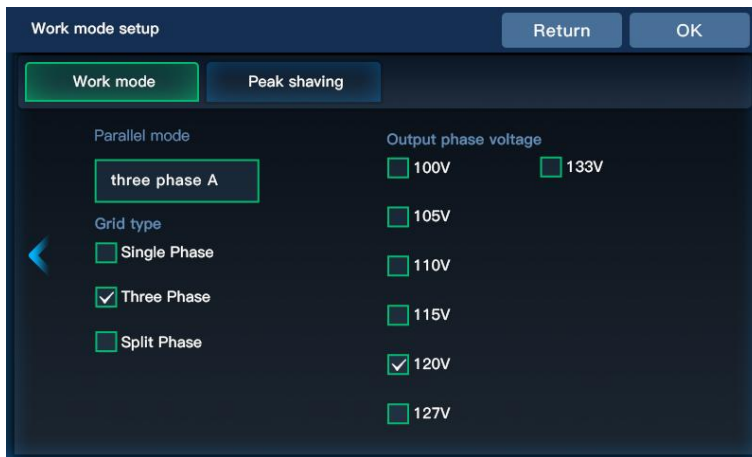 Work mode setup
Return
OK
Work mode
Peak shaving
Parallel mode
three phase A
Grid type
Single Phase
Three Phase
Split Phase
Output phase voltage
100V
133V
105V
110V
115V
120V
127V